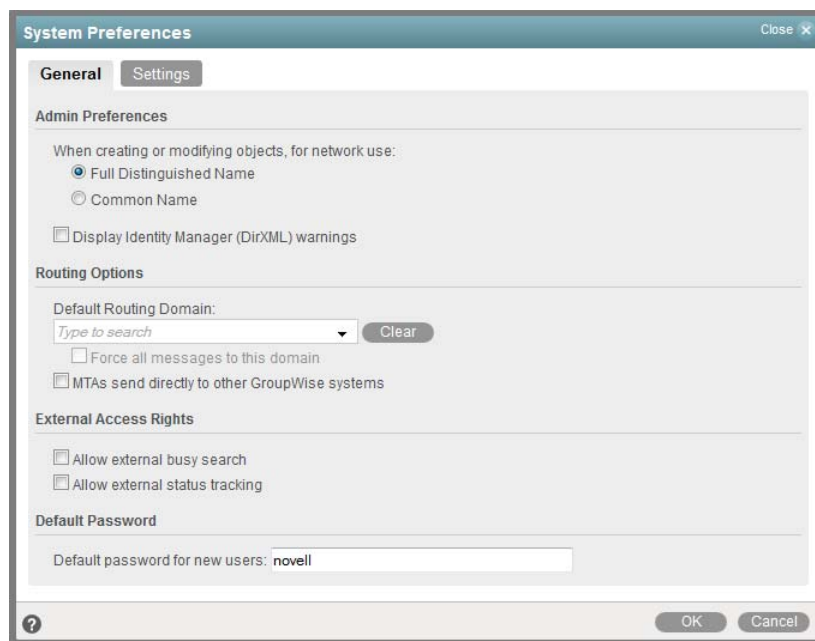 System Preferences
Close ×
General
Settings
Admin Preferences
When creating or modifying objects, for network use:
Full Distinguished Name
Common Name
Display Identity Manager (DirXML) warnings
Routing Options
Default Routing Domain:
Type to search
Clear
Force all messages to this domain
MTAs send directly to other GroupWise systems
External Access Rights
Allow external busy search
Allow external status tracking
Default Password
Default password for new users: novell
?
OK
Cancel